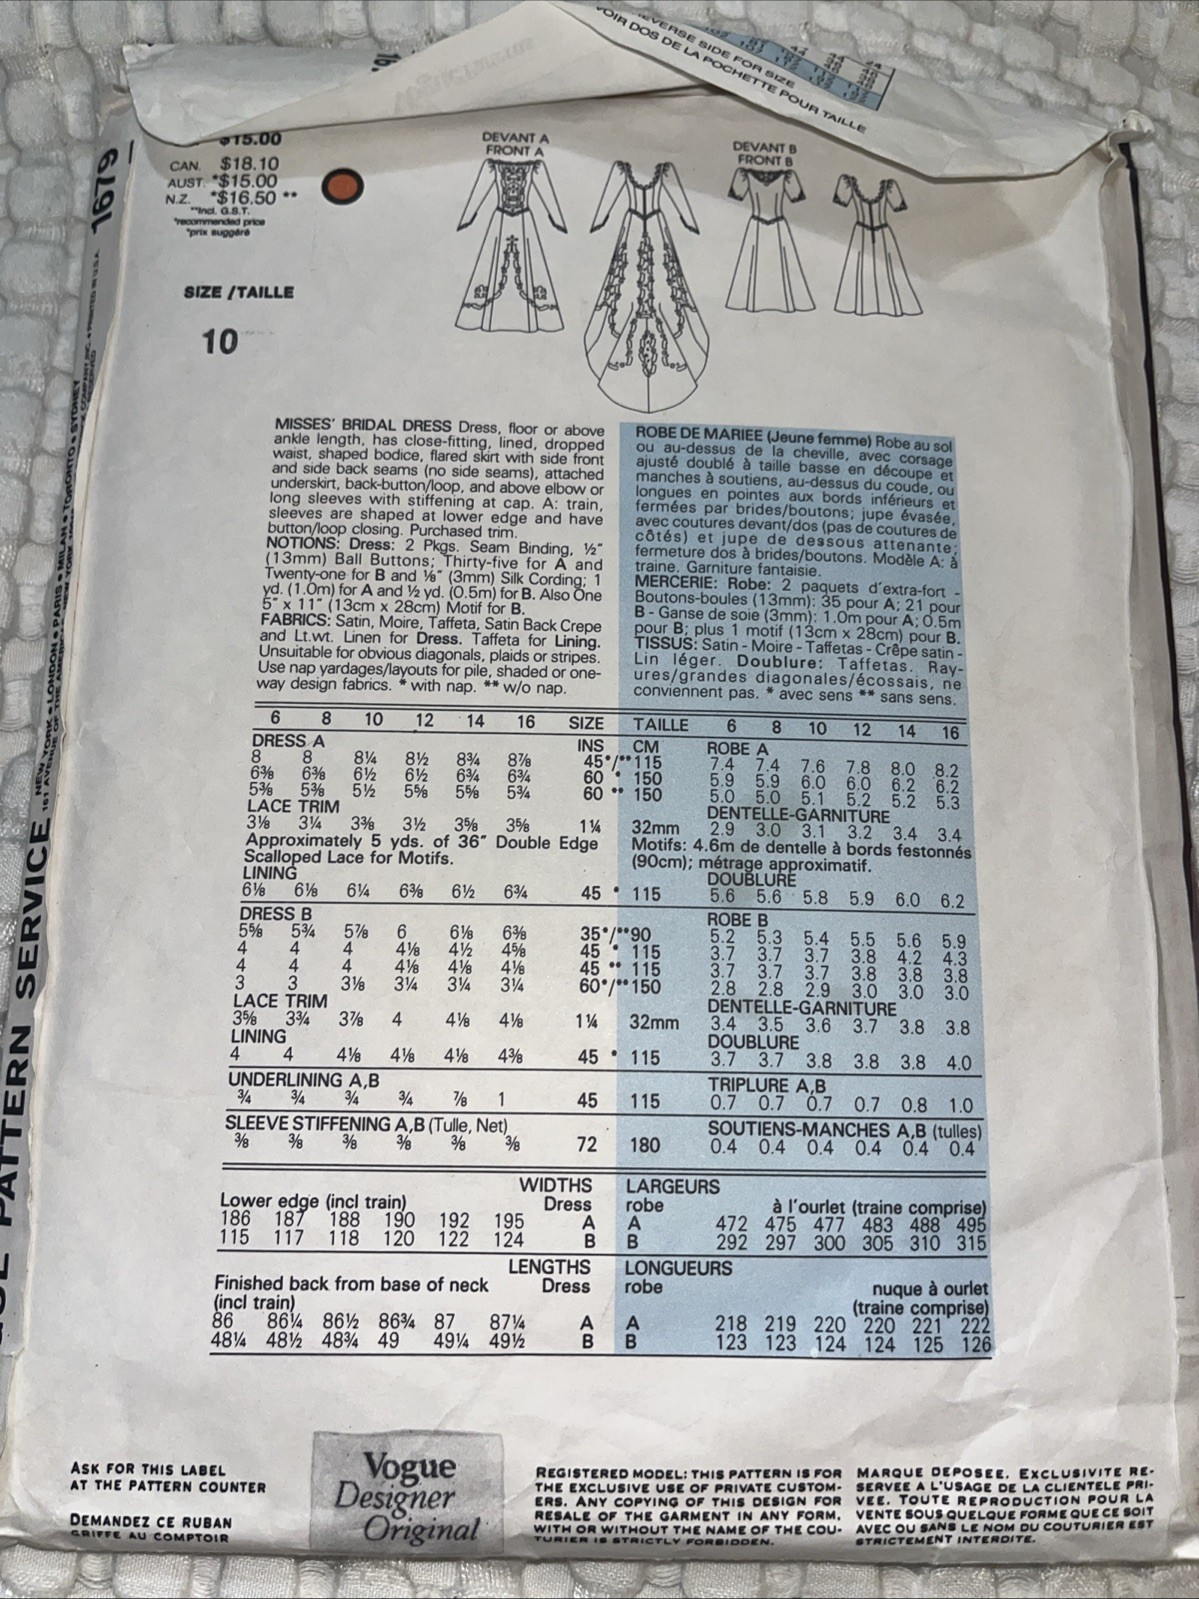 EVERSE SIDE FOR SIZE
VOIR DOS DE LA POCHETTE POUR TAILLE
1679
$15.00
CAN. $18.10
AUST. *$15.00
N.Z. *$16.50 **
**Incl. G.S.T.
*recommended price
*prix suggéré
DEVANT A
FRONT A
DEVANT B
FRONT B
SIZE / TAILLE
10
MISSES' BRIDAL DRESS Dress, floor or above
ankle length, has close-fitting, lined, dropped
waist, shaped bodice, flared skirt with side front
and side back seams (no side seams), attached
underskirt, back-button/loop, and above elbow or
long sleeves with stiffening at cap. A: train,
sleeves are shaped at lower edge and have
button/loop closing. Purchased trim.
NOTIONS: Dress: 2 Pkgs. Seam Binding, ½"
(13mm) Ball Buttons; Thirty-five for A and
Twenty-one for B and ⅛" (3mm) Silk Cording; 1
yd. (1.0m) for A and ½ yd. (0.5m) for B. Also One
5" x 11" (13cm x 28cm) Motif for B.
FABRICS: Satin, Moire, Taffeta, Satin Back Crepe
and Lt.wt. Linen for Dress. Taffeta for Lining.
Unsuitable for obvious diagonals, plaids or stripes.
Use nap yardages/layouts for pile, shaded or one-
way design fabrics. * with nap. ** w/o nap.
ROBE DE MARIEE (Jeune femme) Robe au sol
ou au-dessus de la cheville, avec corsage
ajusté doublé à taille basse en découpe et
manches à soutiens, au-dessus du coude, ou
longues en pointes aux bords inférieurs et
fermées par brides/boutons; jupe évasée,
avec coutures devant/dos (pas de coutures de
côtés) et jupe de dessous attenante;
fermeture dos à brides/boutons. Modèle A: à
traine. Garniture fantaisie.
MERCERIE: Robe: 2 paquets d'extra-fort -
Boutons-boules (13mm): 35 pour A; 21 pour
B - Ganse de soie (3mm): 1.0m pour A; 0.5m
pour B; plus 1 motif (13cm x 28cm) pour B.
TISSUS: Satin - Moire - Taffetas - Crêpe satin -
Lin léger. Doublure: Taffetas. Ray-
ures/grandes diagonales/écossais, ne
conviennent pas. * avec sens ** sans sens.
6 8 10 12 14 16 SIZE TAILLE 6 8 10 12 14 16
DRESS A INS CM ROBE A
8 8 8¼ 8½ 8¾ 8⅞ 45*/**115 7.4 7.4 7.6 7.8 8.0 8.2
6⅜ 6⅜ 6½ 6½ 6¾ 6¾ 60 * 150 5.9 5.9 6.0 6.0 6.2 6.2
5⅜ 5⅜ 5½ 5⅝ 5⅝ 5¾ 60 ** 150 5.0 5.0 5.1 5.2 5.2 5.3
LACE TRIM DENTELLE-GARNITURE
3⅛ 3¼ 3⅜ 3½ 3⅝ 3⅝ 1¼ 32mm 2.9 3.0 3.1 3.2 3.4 3.4
Approximately 5 yds. of 36" Double Edge
Scalloped Lace for Motifs.
Motifs: 4.6m de dentelle à bords festonnés
(90cm); métrage approximatif.
LINING DOUBLURE
6⅛ 6⅛ 6¼ 6⅜ 6½ 6¾ 45 * 115 5.6 5.6 5.8 5.9 6.0 6.2
DRESS B ROBE B
5⅝ 5¾ 5⅞ 6 6⅛ 6⅜ 35*/**90 5.2 5.3 5.4 5.5 5.6 5.9
4 4 4 4⅛ 4½ 4⅝ 45 * 115 3.7 3.7 3.7 3.8 4.2 4.3
4 4 4 4⅛ 4⅛ 4⅛ 45 ** 115 3.7 3.7 3.7 3.8 3.8 3.8
3 3 3⅛ 3¼ 3¼ 3¼ 60*/**150 2.8 2.8 2.9 3.0 3.0 3.0
LACE TRIM DENTELLE-GARNITURE
3⅝ 3¾ 3⅞ 4 4⅛ 4⅛ 1¼ 32mm 3.4 3.5 3.6 3.7 3.8 3.8
LINING DOUBLURE
4 4 4⅛ 4⅛ 4⅛ 4⅜ 45 * 115 3.7 3.7 3.8 3.8 3.8 4.0
UNDERLINING A,B TRIPLURE A,B
¾ ¾ ¾ ¾ ⅞ 1 45 115 0.7 0.7 0.7 0.7 0.8 1.0
SLEEVE STIFFENING A,B (Tulle, Net) SOUTIENS-MANCHES A,B (tulles)
⅜ ⅜ ⅜ ⅜ ⅜ ⅜ 72 180 0.4 0.4 0.4 0.4 0.4 0.4
WIDTHS LARGEURS
Lower edge (incl train) Dress robe à l'ourlet (traine comprise)
186 187 188 190 192 195 A A 472 475 477 483 488 495
115 117 118 120 122 124 B B 292 297 300 305 310 315
LENGTHS LONGUEURS
Finished back from base of neck Dress robe nuque à ourlet
(incl train) (traine comprise)
86 86¼ 86½ 86¾ 87 87¼ A A 218 219 220 220 221 222
48¼ 48½ 48¾ 49 49¼ 49½ B B 123 123 124 124 125 126
ASK FOR THIS LABEL
AT THE PATTERN COUNTER
DEMANDEZ CE RUBAN
GRIFFE AU COMPTOIR
Vogue
Designer
Original
REGISTERED MODEL: THIS PATTERN IS FOR
THE EXCLUSIVE USE OF PRIVATE CUSTOM-
ERS. ANY COPYING OF THIS DESIGN FOR
RESALE OF THE GARMENT IN ANY FORM,
WITH OR WITHOUT THE NAME OF THE COU-
TURIER IS STRICTLY FORBIDDEN.
MARQUE DEPOSEE. EXCLUSIVITE RE-
SERVEE A L'USAGE DE LA CLIENTELE PRI-
VEE. TOUTE REPRODUCTION POUR LA
VENTE SOUS QUELQUE FORME QUE CE SOIT
AVEC OU SANS LE NOM DU COUTURIER EST
STRICTEMENT INTERDITE.
PATTERN SERVICE
NEW YORK • LONDON • PARIS • MILAN • TORONTO • SYDNEY
PRINTED IN U.S.A.